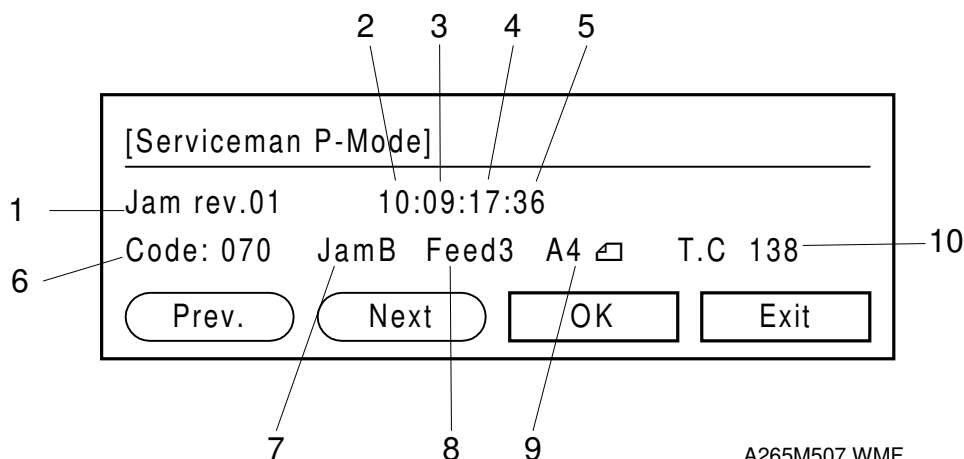 2 3 4 5
[Serviceman P-Mode]
1 Jam rev.01 10:09:17:36
6 Code: 070 JamB Feed3 A4 T.C 138 10
Prev. Next OK Exit
7 8 9
A265M507.WMF